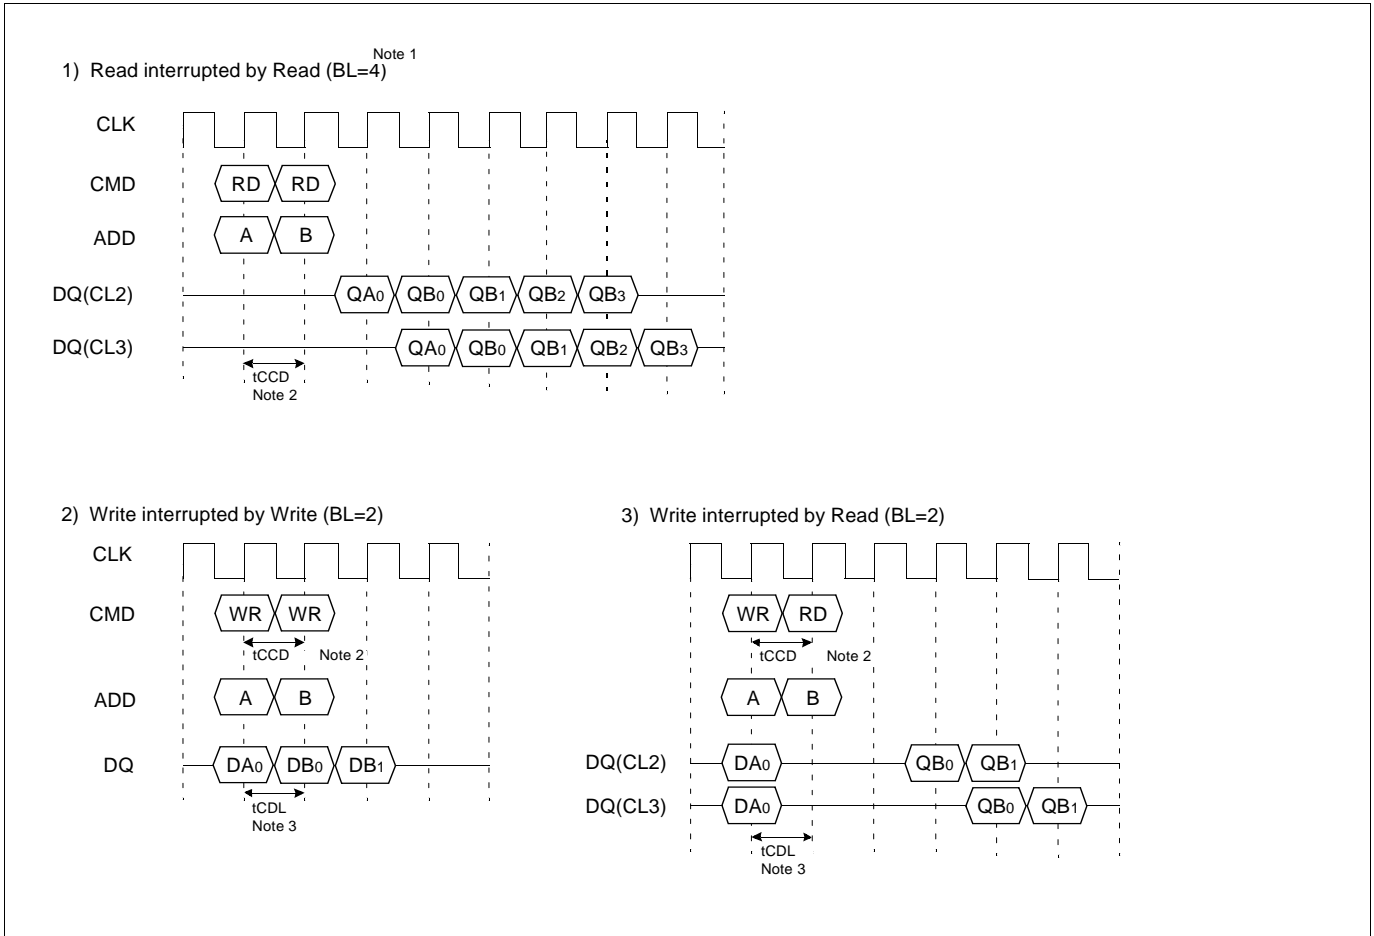 Note 1
1) Read interrupted by Read (BL=4)
CLK
CMD RD RD
ADD A B
DQ(CL2) QA0 QB0 QB1 QB2 QB3
DQ(CL3) QA0 QB0 QB1 QB2 QB3
tCCD
Note 2
2) Write interrupted by Write (BL=2)
CLK
CMD WR WR
tCCD Note 2
ADD A B
DQ DA0 DB0 DB1
tCDL
Note 3
3) Write interrupted by Read (BL=2)
CMD WR RD
tCCD Note 2
A B
DQ(CL2) DA0 QB0 QB1
DQ(CL3) DA0 QB0 QB1
tCDL
Note 3